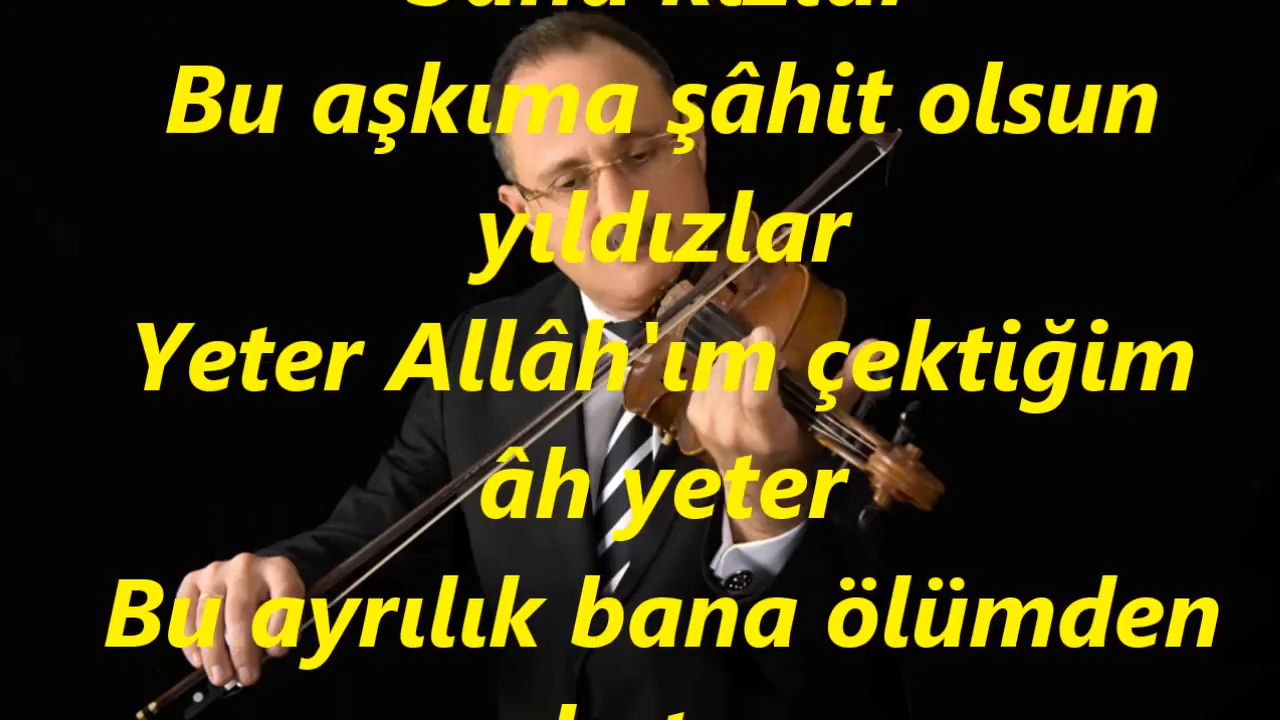 Bu aşkıma şâhit olsun
yıldızlar
Yeter Allâh'ım çektiğim
âh yeter
Bu ayrılık bana ölümden